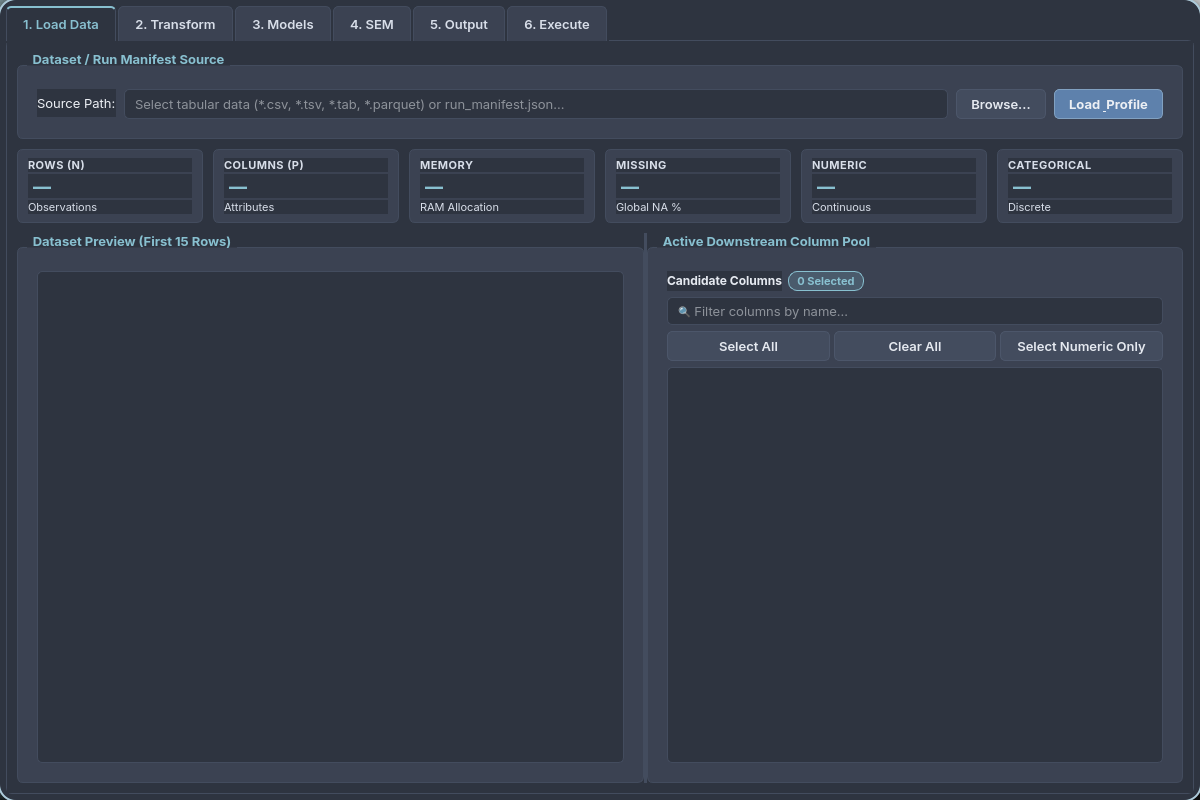 1. Load Data 2. Transform 3. Models 4. SEM 5. Output 6. Execute
Dataset / Run Manifest Source
Source Path: Select tabular data (*.csv, *.tsv, *.tab, *.parquet) or run_manifest.json... Browse... Load _Profile
ROWS (N) COLUMNS (P) MEMORY MISSING NUMERIC CATEGORICAL
— — — — — —
Observations Attributes RAM Allocation Global NA % Continuous Discrete
Dataset Preview (First 15 Rows) Active Downstream Column Pool
Candidate Columns 0 Selected
🔍 Filter columns by name...
Select All Clear All Select Numeric Only